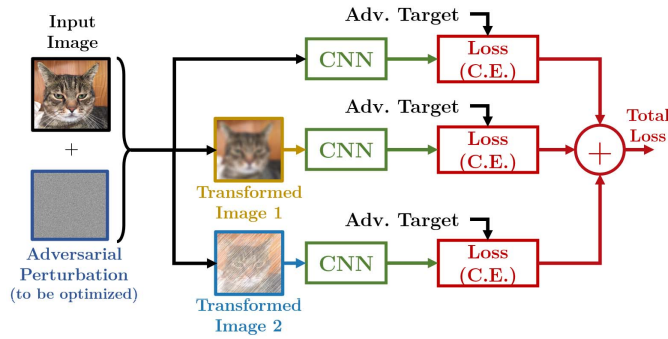 Input
Image
+
Adversarial
Perturbation
(to be optimized)
Transformed
Image 1
Transformed
Image 2
Adv. Target
CNN
Loss
(C.E.)
Adv. Target
CNN
Loss
(C.E.)
Adv. Target
CNN
Loss
(C.E.)
+
Total
Loss